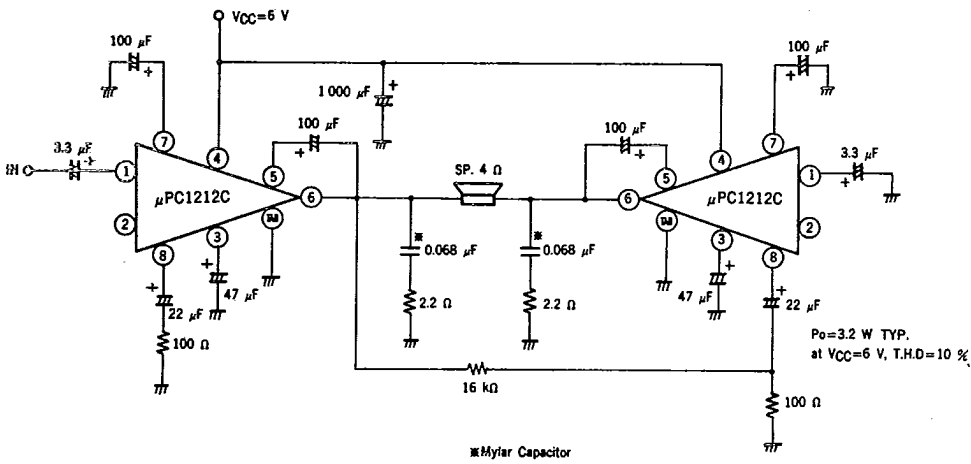 VCC=6 V
100 μF
100 μF
1 000 μF
3.3 μF
100 μF
100 μF
3.3 μF
IN
+
+
+
+
+
+
+
7
4
5
1
6
2
3
8
TAB
μPC1212C
SP. 4 Ω
7
4
5
1
6
2
3
8
TAB
μPC1212C
※
0.068 μF
※
0.068 μF
+
47 μF
+
47 μF
+
22 μF
+
22 μF
2.2 Ω
2.2 Ω
100 Ω
Po=3.2 W TYP.
at VCC=6 V, T.H.D=10 %
16 kΩ
100 Ω
※Mylar Capacitor